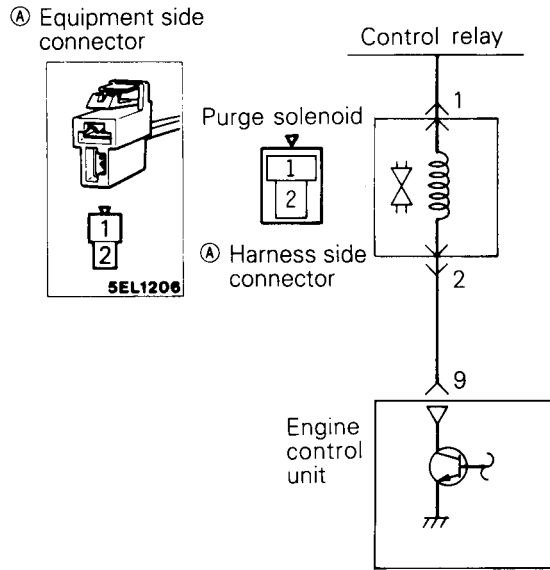 Ⓐ Equipment side
connector
1
2
5EL1206
Purge solenoid
1
2
Ⓐ Harness side
connector
Control relay
1
2
9
Engine
control
unit